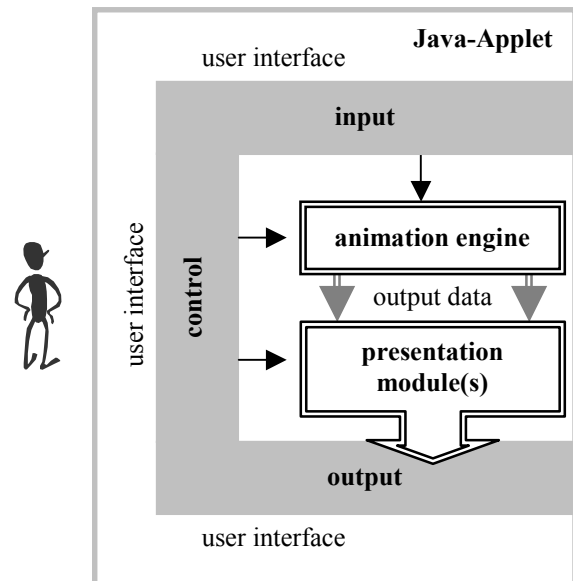 Java-Applet
user interface
input
user interface
control
animation engine
output data
presentation
module(s)
output
user interface